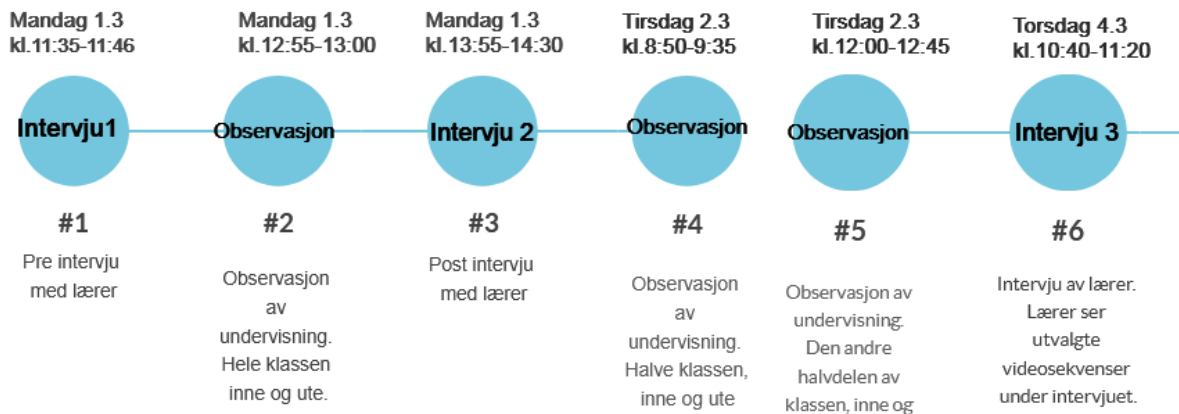 Mandag 1.3
kl.11:35-11:46
Mandag 1.3
kl.12:55-13:00
Mandag 1.3
kl.13:55-14:30
Tirsdag 2.3
kl.8:50-9:35
Tirsdag 2.3
kl.12:00-12:45
Torsdag 4.3
kl.10:40-11:20
Intervju1
Observasjon
Intervju 2
Observasjon
Observasjon
Intervju 3
#1
Pre intervju
med lærer
#2
Observasjon
av
undervisning.
Hele klassen
inne og ute.
#3
Post intervju
med lærer
#4
Observasjon
av
undervisning.
Halve klassen,
inne og ute
#5
Observasjon av
undervisning.
Den andre
halvdelen av
klassen, inne og
#6
Intervju av lærer.
Lærer ser
utvalgte
videosekvenser
under intervjuet.